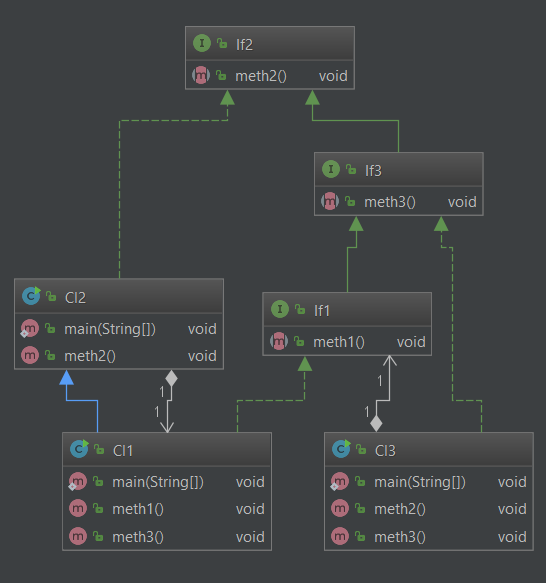 I If2
m meth2() void
I If3
m meth3() void
C Cl2
m main(String[]) void
m meth2() void
I If1
m meth1() void
1
1
1
1
C Cl1
m main(String[]) void
m meth1() void
m meth3() void
C Cl3
m main(String[]) void
m meth2() void
m meth3() void